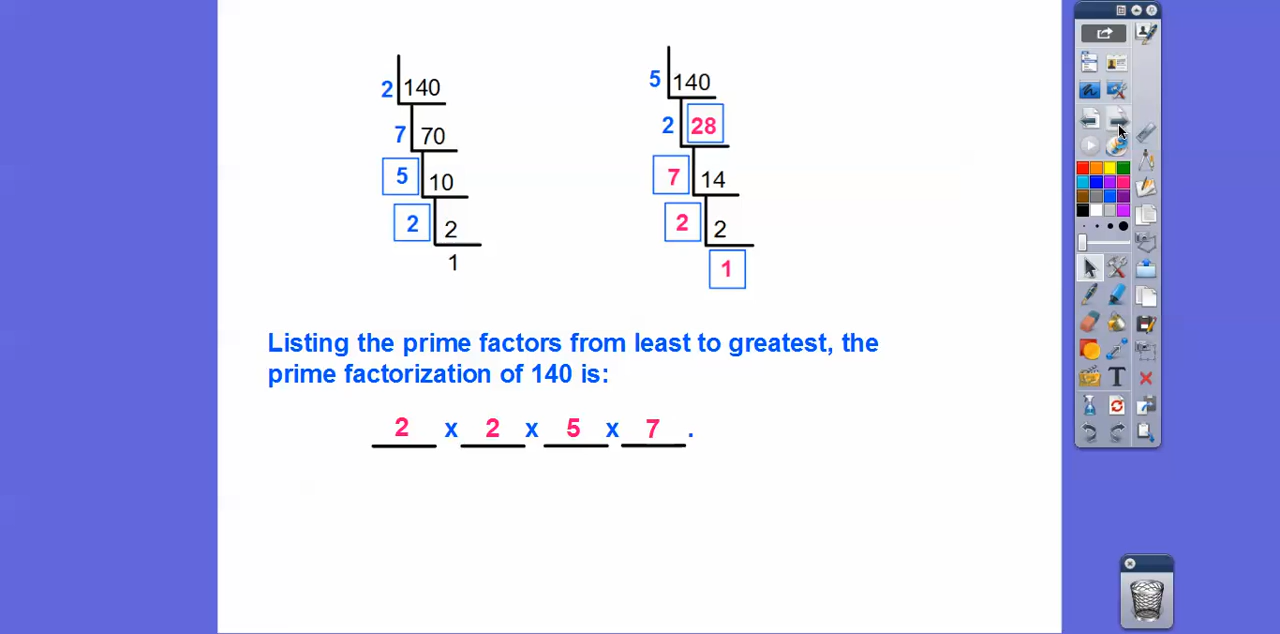 2 140
7 70
5 10
2 2
1
5 140
2 28
7 14
2 2
1
Listing the prime factors from least to greatest, the
prime factorization of 140 is:
2 x 2 x 5 x 7 .
T